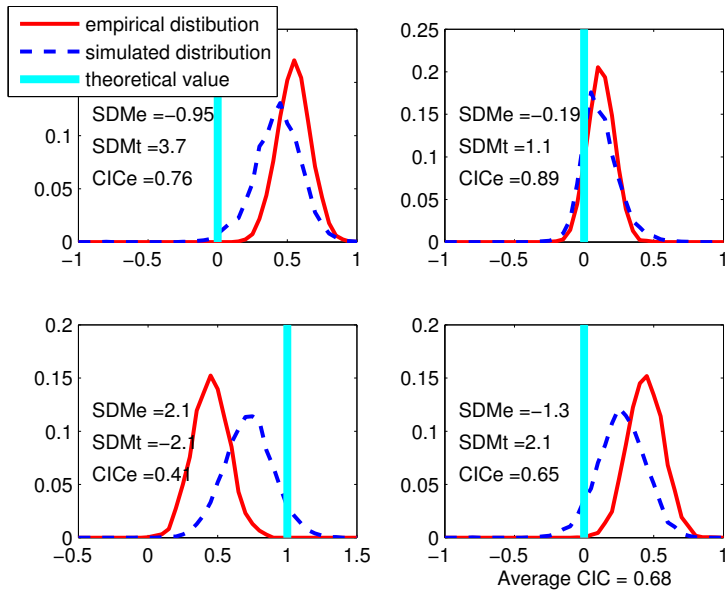 empirical distibution
simulated distribution
theoretical value
0.15
0.1
0.05
0
SDMe =−0.95
SDMt =3.7
CICe =0.76
−1
−0.5
0
0.5
1
0.25
0.2
0.15
0.1
0.05
0
SDMe =−0.19
SDMt =1.1
CICe =0.89
−1
−0.5
0
0.5
1
0.2
0.15
0.1
0.05
0
SDMe =2.1
SDMt =−2.1
CICe =0.41
−0.5
0
0.5
1
1.5
0.2
0.15
0.1
0.05
0
SDMe =−1.3
SDMt =2.1
CICe =0.65
−1
−0.5
0
0.5
1
Average CIC = 0.68